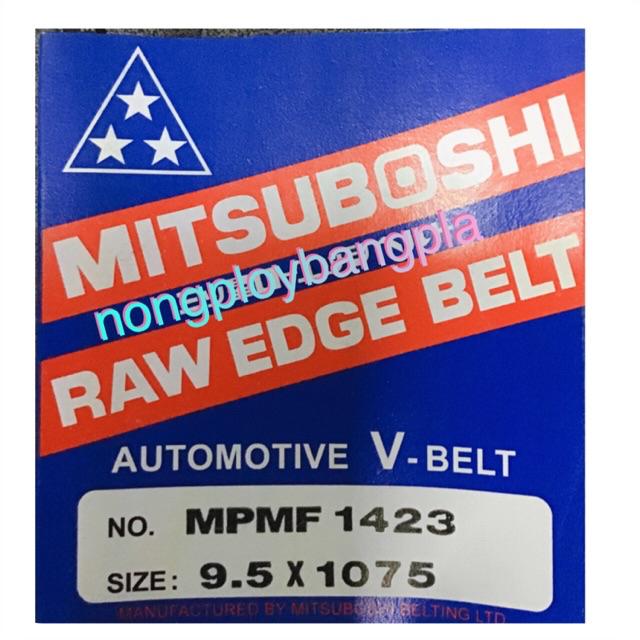 MITSUBOSHI
nongploybangpla
RAW EDGE BELT
AUTOMOTIVE V-BELT
NO. MPMF 1423
SIZE: 9.5 X 1075
MANUFACTURED BY MITSUBOSHI BELTING LTD